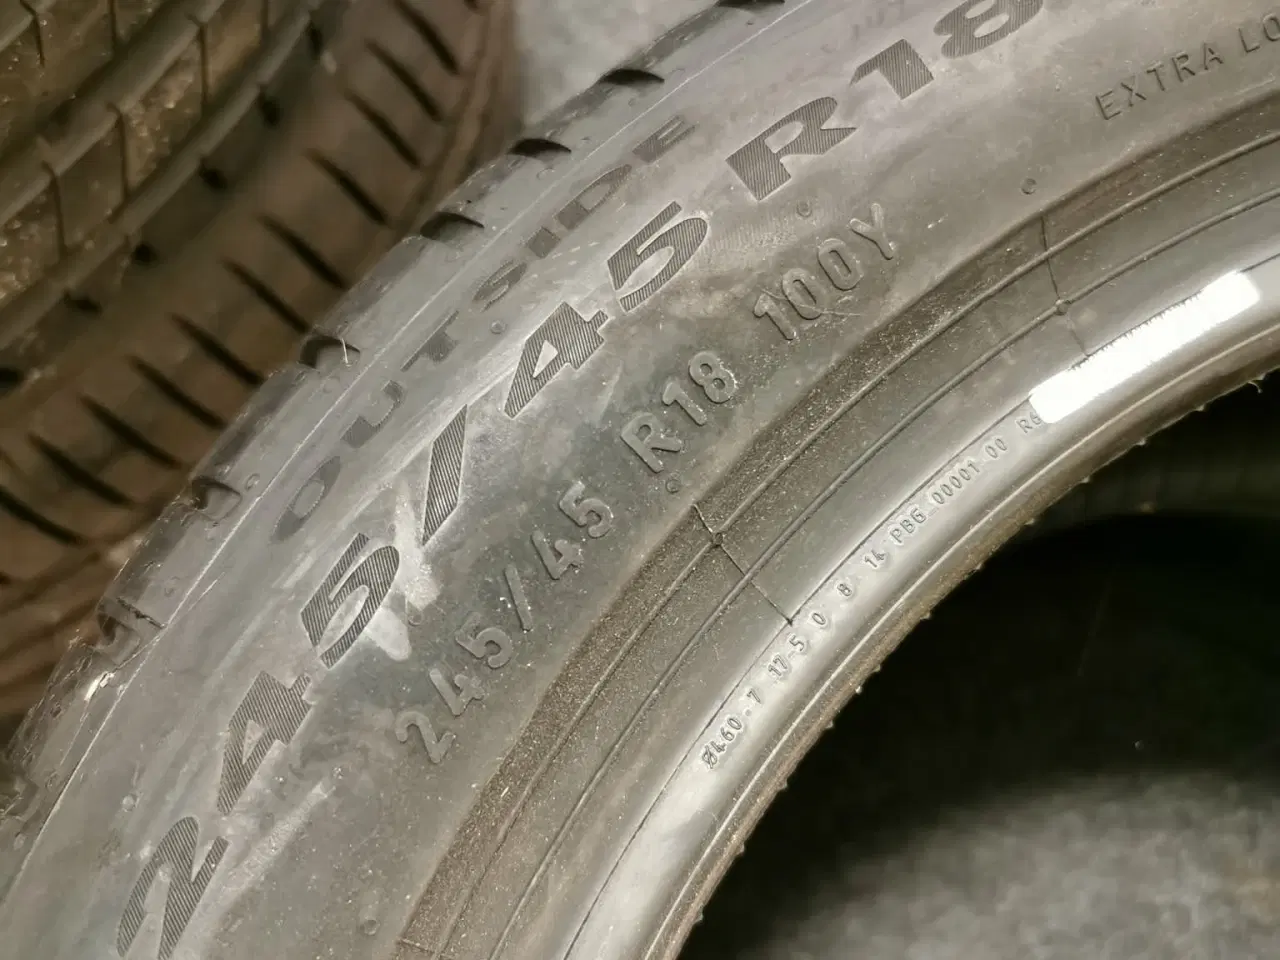 OUTSIDE
245/45 R18
EXTRA LO
245/45 R18 100Y
Ø460.7 17.5 0 8 14 PBG 00001 00 R6